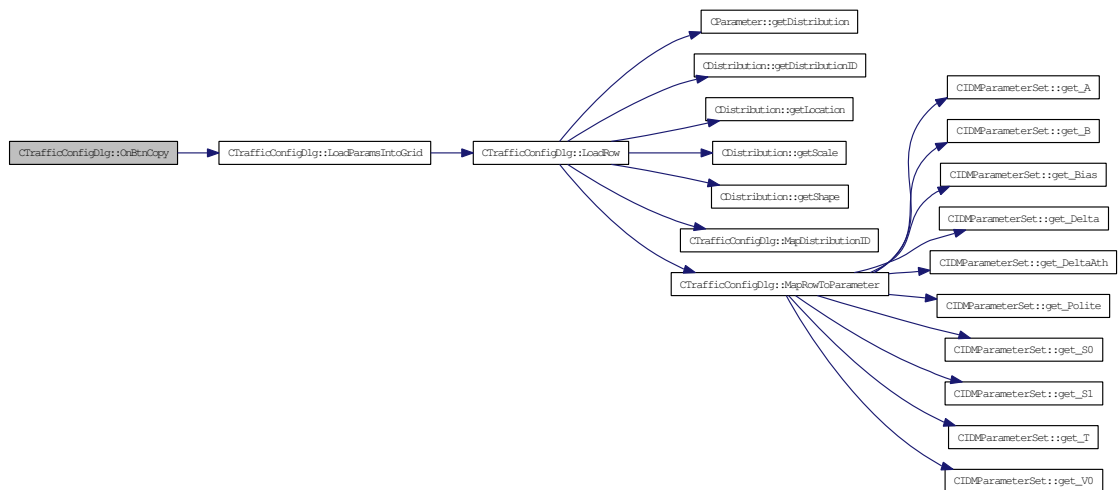 CTrafficConfigDlg::OnBtnCopy
CTrafficConfigDlg::LoadParamsIntoGrid
CTrafficConfigDlg::LoadRow
CParameter::getDistribution
CDistribution::getDistributionID
CDistribution::getLocation
CDistribution::getScale
CDistribution::getShape
CTrafficConfigDlg::MapDistributionID
CTrafficConfigDlg::MapRowToParameter
CIDMParameterSet::get_A
CIDMParameterSet::get_B
CIDMParameterSet::get_Bias
CIDMParameterSet::get_Delta
CIDMParameterSet::get_DeltaAth
CIDMParameterSet::get_Polite
CIDMParameterSet::get_S0
CIDMParameterSet::get_S1
CIDMParameterSet::get_T
CIDMParameterSet::get_V0